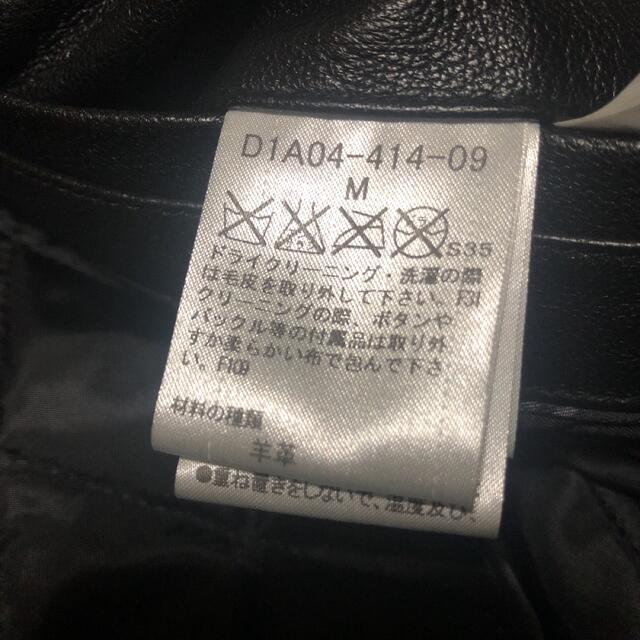 D1A04-414-09
M
S35
ドライクリーニング・洗濯の際
は毛皮を取り外して下さい。F3H
クリーニングの際、ボタンや
バックル等の付属品は取り外
すか柔らかい布で包んで下さ
い。FKQ
材料の種類
羊革
●重ね置きをしないで、温度及び、